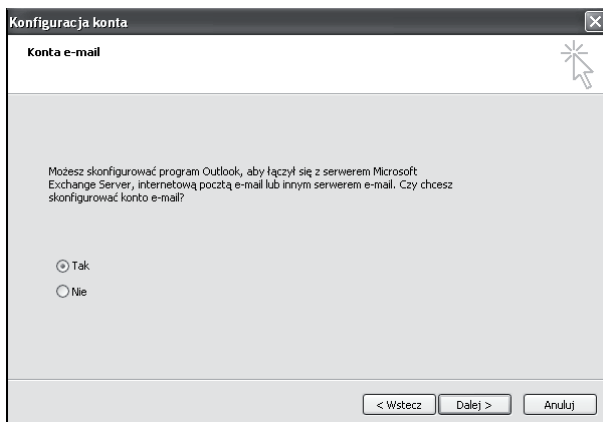 Konfiguracja konta
Konta e-mail
Możesz skonfigurować program Outlook, aby łączył się z serwerem Microsoft
Exchange Server, internetową pocztą e-mail lub innym serwerem e-mail. Czy chcesz
skonfigurować konto e-mail?
Tak
Nie
< Wstecz Dalej > Anuluj